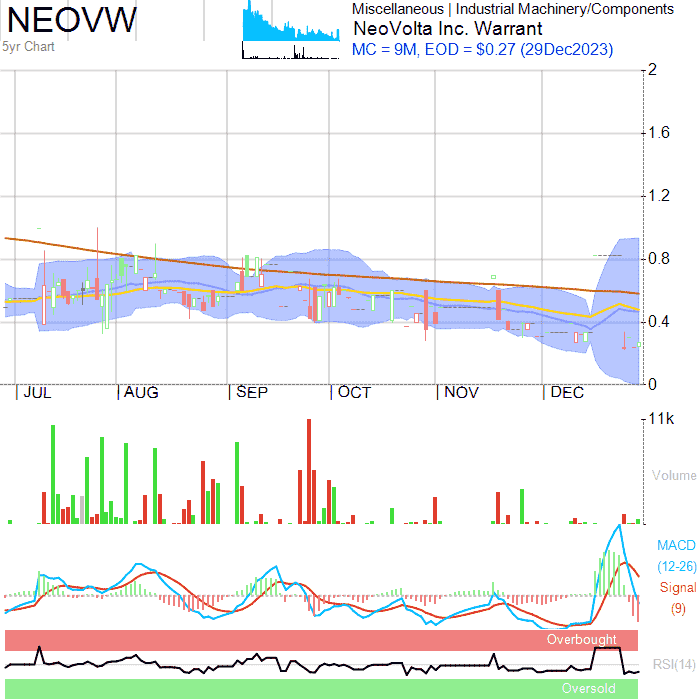 NEOVW
5yr Chart
Miscellaneous | Industrial Machinery/Components
NeoVolta Inc. Warrant
MC = 9M, EOD = $0.27 (29Dec2023)
2
1.6
1.2
0.8
0.4
0
JUL AUG SEP OCT NOV DEC
11k
Volume
MACD
(12-26)
Signal
(9)
Overbought
RSI(14)
Oversold